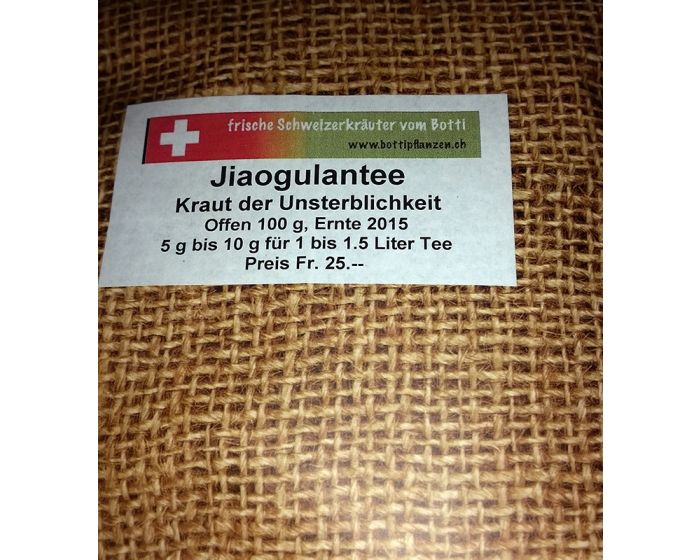 frische Schweizerkräuter vom Botti
www.bottipflanzen.ch
Jiaogulantee
Kraut der Unsterblichkeit
Offen 100 g, Ernte 2015
5 g bis 10 g für 1 bis 1.5 Liter Tee
Preis Fr. 25.--